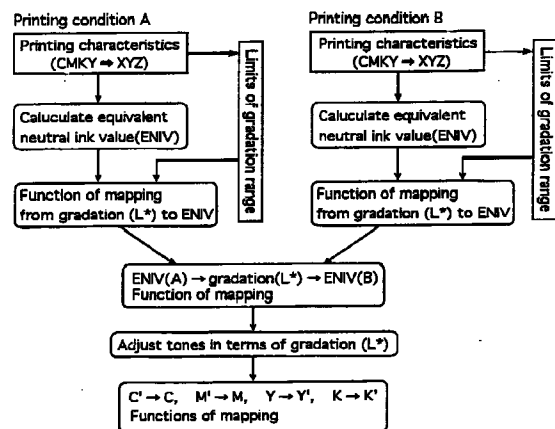 Printing condition A
Printing characteristics
(CMKY ➡ XYZ)
Limits of gradation
range
Caluculate equivalent
neutral ink value(ENIV)
Function of mapping
from gradation (L*) to ENIV
Printing condition B
Printing characteristics
(CMKY ➡ XYZ)
Limits of gradation
range
Caluculate equivalent
neutral ink value(ENIV)
Function of mapping
from gradation (L*) to ENIV
ENIV(A) → gradation(L*) → ENIV(B)
Function of mapping
Adjust tones in terms of gradation (L*)
C' → C, M' → M, Y → Y', K → K'
Functions of mapping